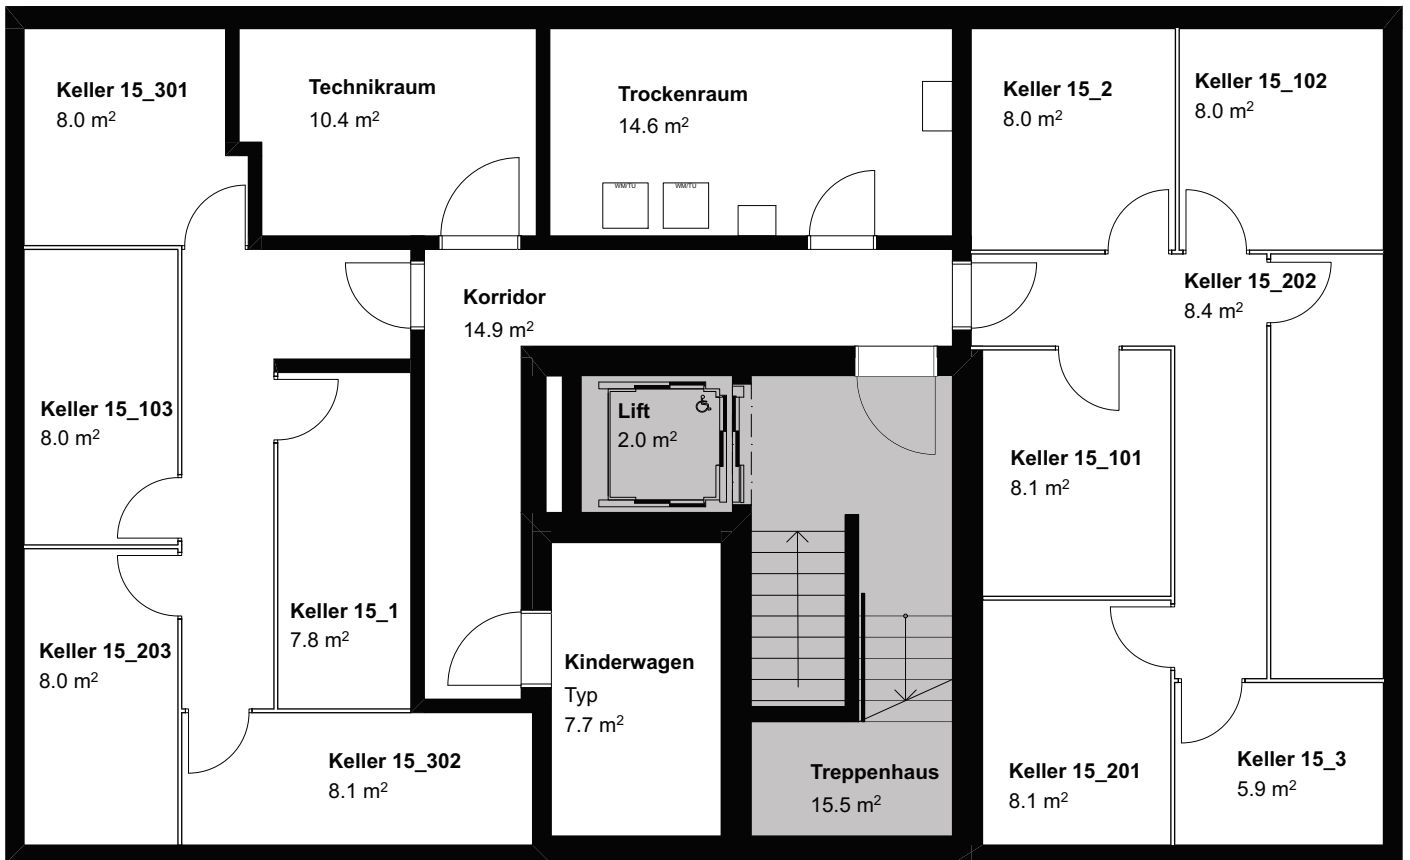 Keller 15_301
8.0 m²
Technikraum
10.4 m²
Trockenraum
14.6 m²
WM/TU
WM/TU
Keller 15_2
8.0 m²
Keller 15_102
8.0 m²
Korridor
14.9 m²
Keller 15_202
8.4 m²
Keller 15_103
8.0 m²
Lift
2.0 m²
Keller 15_101
8.1 m²
Keller 15_1
7.8 m²
Keller 15_203
8.0 m²
Kinderwagen
Typ
7.7 m²
Keller 15_302
8.1 m²
Treppenhaus
15.5 m²
Keller 15_201
8.1 m²
Keller 15_3
5.9 m²